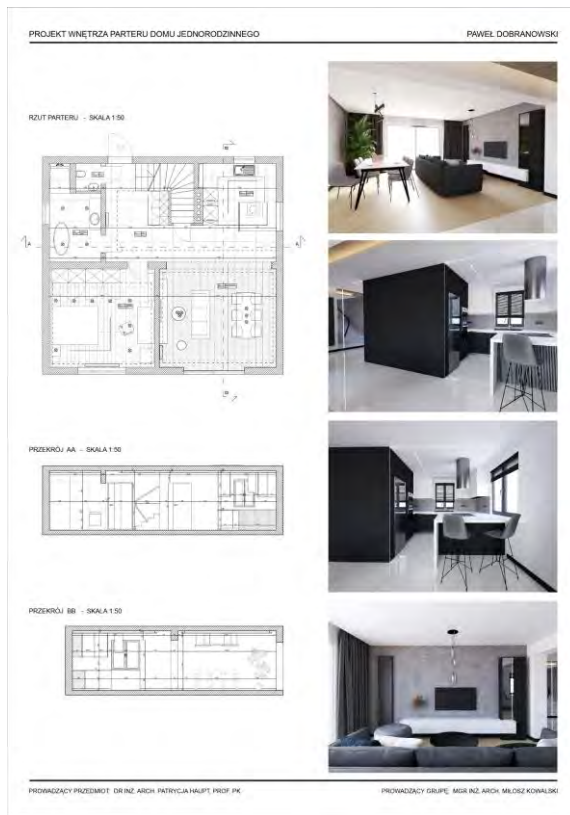 PROJEKT WNĘTRZA PARTERU DOMU JEDNORODZINNEGO
PAWEŁ DOBRANOWSKI
RZUT PARTERU - SKALA 1:50
PRZEKRÓJ AA - SKALA 1:50
PRZEKRÓJ BB - SKALA 1:50
PROWADZĄCY PRZEDMIOT: DR INŻ. ARCH. PATRYCJA HAUPT, PROF. PK
PROWADZĄCY GRUPĘ: MGR INŻ. ARCH. MIŁOSZ KOWALSKI